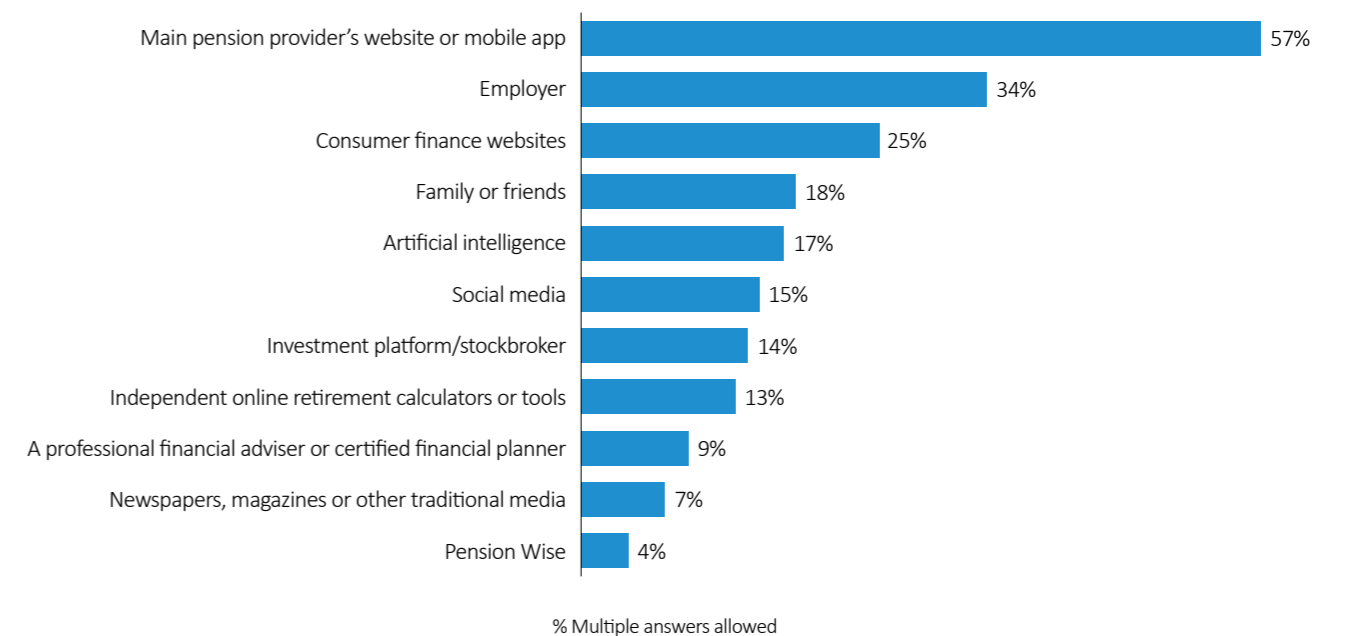 Main pension provider’s website or mobile app 57%
Employer 34%
Consumer finance websites 25%
Family or friends 18%
Artificial intelligence 17%
Social media 15%
Investment platform/stockbroker 14%
Independent online retirement calculators or tools 13%
A professional financial adviser or certified financial planner 9%
Newspapers, magazines or other traditional media 7%
Pension Wise 4%
% Multiple answers allowed